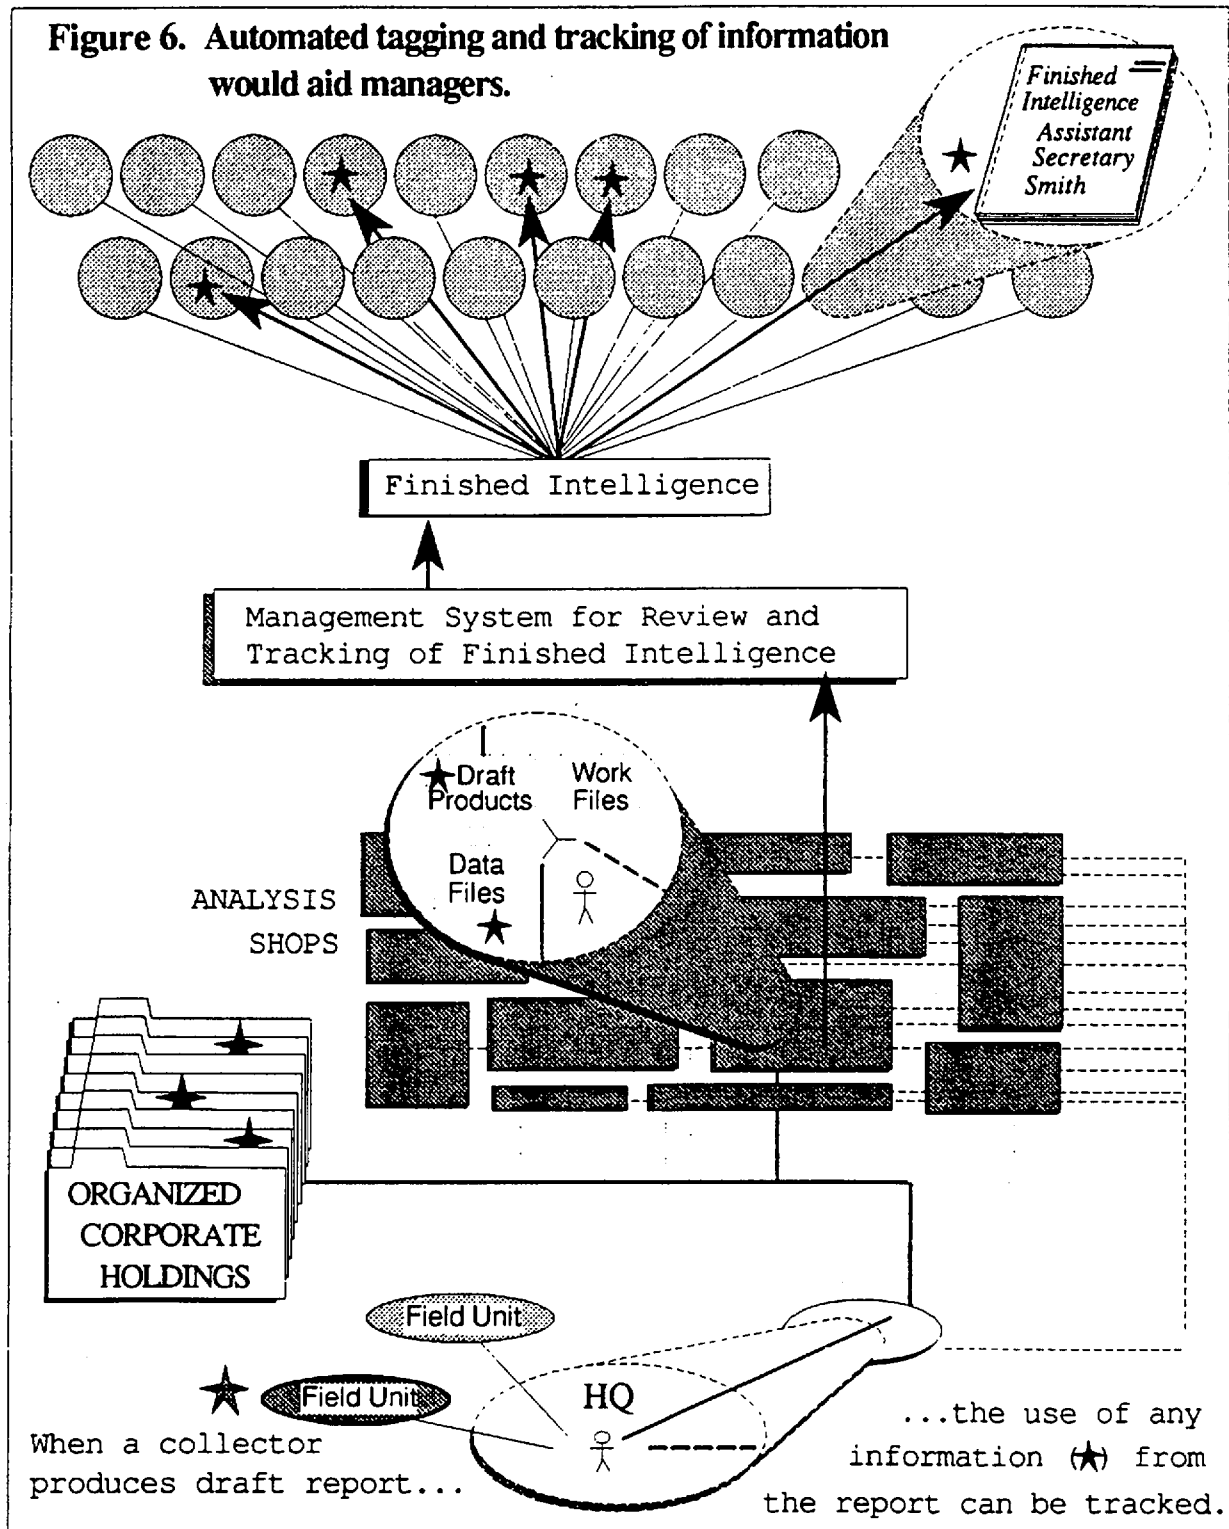 Figure 6. Automated tagging and tracking of information
would aid managers.
Finished
Intelligence
Assistant
Secretary
Smith
Finished Intelligence
Management System for Review and
Tracking of Finished Intelligence
Draft
Products
Work
Files
Data
Files
ANALYSIS
SHOPS
ORGANIZED
CORPORATE
HOLDINGS
Field Unit
Field Unit
HQ
When a collector
produces draft report...
...the use of any
information (★) from
the report can be tracked.